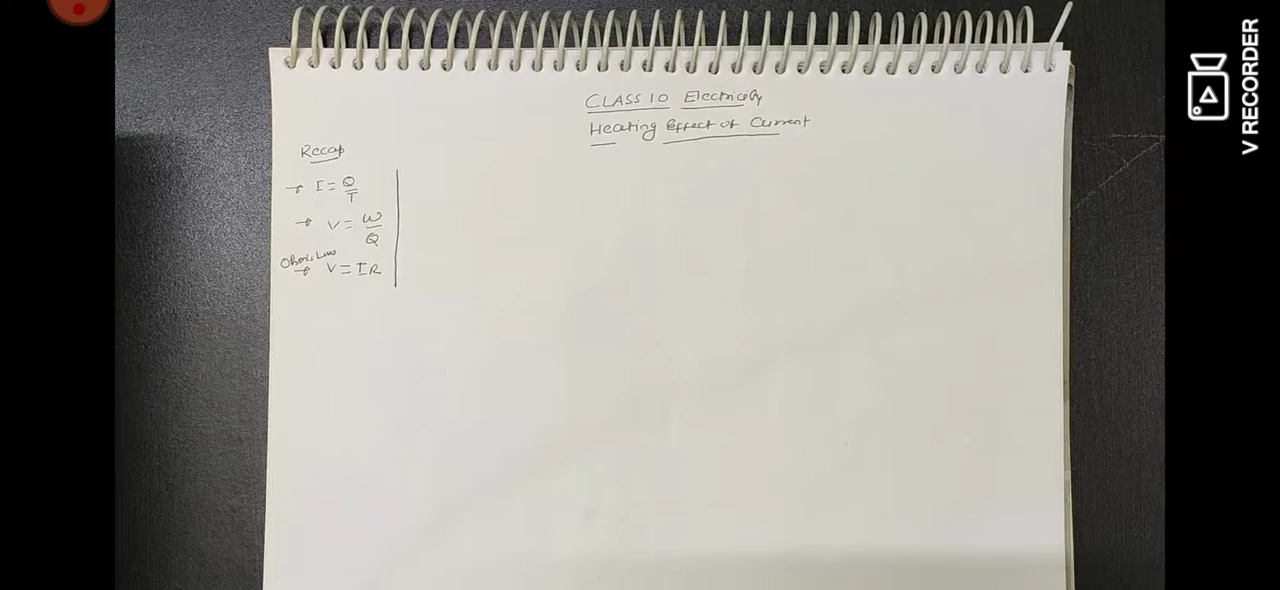 CLASS 10 Electricity
Heating Effect of Current
Recap
→ I = Q/T
→ V = W/Q
Ohm's Law
→ V = IR
V RECORDER